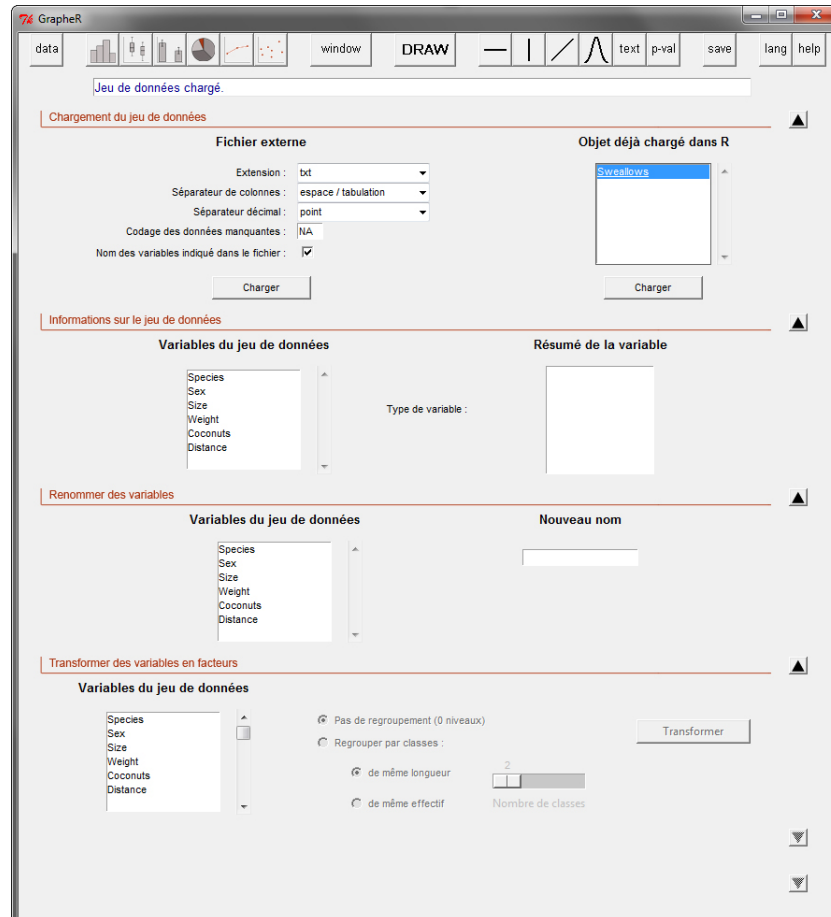 GrapheR
data window DRAW text p-val save lang help
Jeu de données chargé.
Chargement du jeu de données
Fichier externe
Objet déjà chargé dans R
Extension : txt
Sweallows
Séparateur de colonnes : espace / tabulation
Séparateur décimal : point
Codage des données manquantes : NA
Nom des variables indiqué dans le fichier :
Charger
Charger
Informations sur le jeu de données
Variables du jeu de données
Résumé de la variable
Species
Sex
Size
Weight
Coconuts
Distance
Type de variable :
Renommer des variables
Variables du jeu de données
Nouveau nom
Species
Sex
Size
Weight
Coconuts
Distance
Transformer des variables en facteurs
Variables du jeu de données
Species
Sex
Size
Weight
Coconuts
Distance
Pas de regroupement (0 niveaux)
Regrouper par classes :
de même longueur
2
de même effectif
Nombre de classes
Transformer